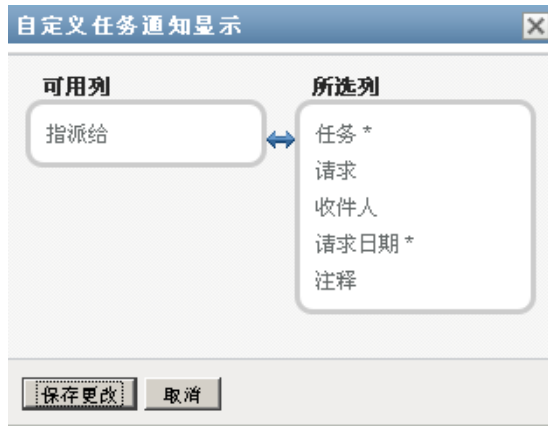 自定义任务通知显示
可用列
所选列
指派给
任务 *
请求
收件人
请求日期 *
注释
保存更改
取消